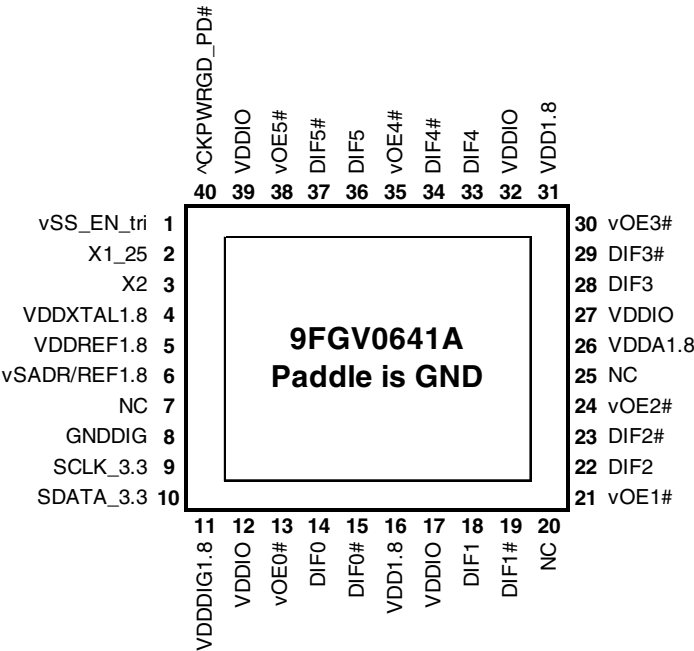 ^CKPWRGD_PD#
VDDIO
vOE5#
DIF5#
DIF5
vOE4#
DIF4#
DIF4
VDDIO
VDD1.8
40 39 38 37 36 35 34 33 32 31
vSS_EN_tri 1
X1_25 2
X2 3
VDDXTAL1.8 4
VDDREF1.8 5
vSADR/REF1.8 6
NC 7
GNDDIG 8
SCLK_3.3 9
SDATA_3.3 10
9FGV0641A
Paddle is GND
30 vOE3#
29 DIF3#
28 DIF3
27 VDDIO
26 VDDA1.8
25 NC
24 vOE2#
23 DIF2#
22 DIF2
21 vOE1#
11 12 13 14 15 16 17 18 19 20
VDDDIG1.8
VDDIO
vOE0#
DIF0
DIF0#
VDD1.8
VDDIO
DIF1
DIF1#
NC